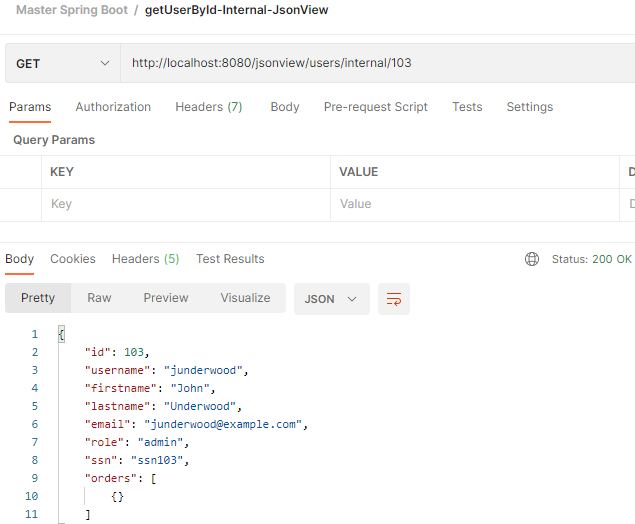 Master Spring Boot / getUserById-Internal-JsonView
GET http://localhost:8080/jsonview/users/internal/103
Params Authorization Headers (7) Body Pre-request Script Tests Settings
Query Params
KEY VALUE D
Key Value D
Body Cookies Headers (5) Test Results Status: 200 OK
Pretty Raw Preview Visualize JSON
1 {
2 "id": 103,
3 "username": "junderwood",
4 "firstname": "John",
5 "lastname": "Underwood",
6 "email": "junderwood@example.com",
7 "role": "admin",
8 "ssn": "ssn103",
9 "orders": [
10 {}
11 ]